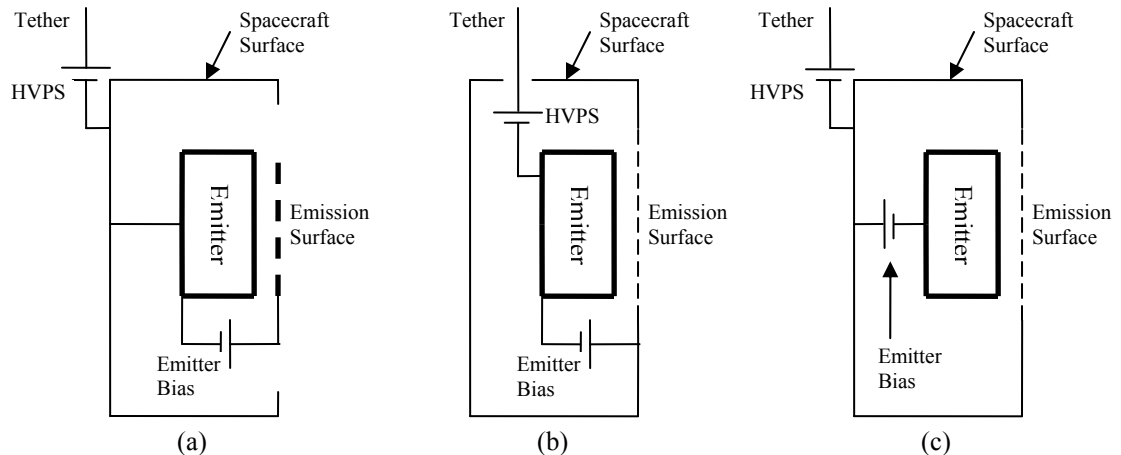 Tether
Spacecraft
Surface
HVPS
Emitter
Emission
Surface
Emitter
Bias
(a)
Tether
Spacecraft
Surface
HVPS
Emitter
Emission
Surface
Emitter
Bias
(b)
Tether
Spacecraft
Surface
HVPS
Emitter
Emission
Surface
Emitter
Bias
(c)